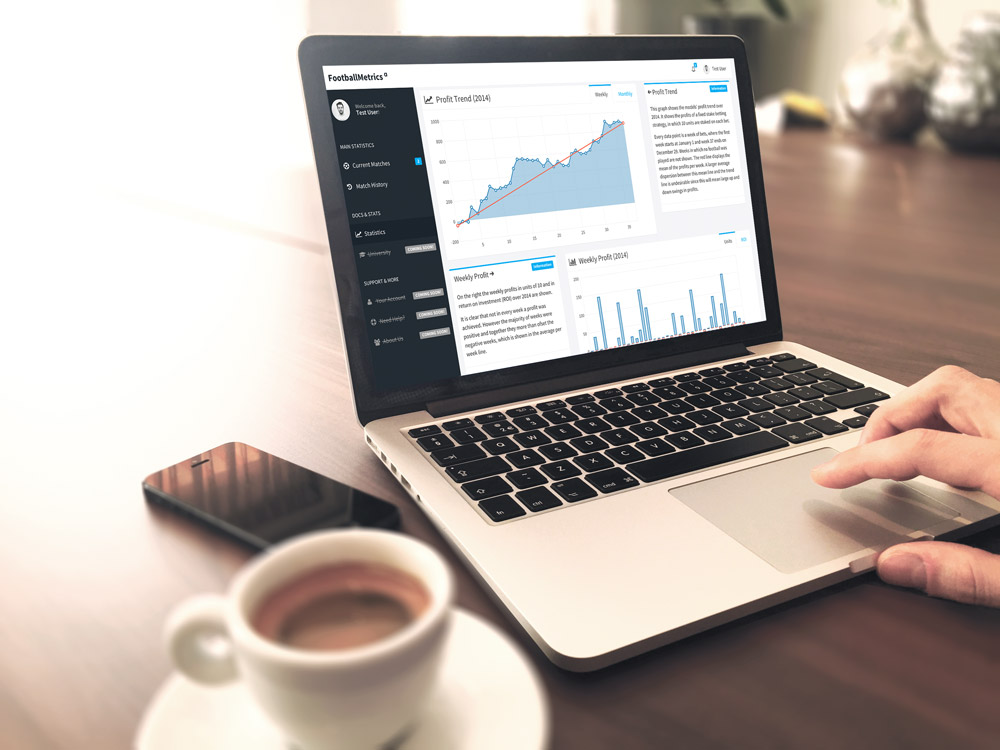 FootballMetrics
Test User
Welcome back,
Test User!
MAIN STATISTICS
Current Matches
1
Match History
DOCS & STATS
Statistics
University
COMING SOON!
SUPPORT & MORE
Your Account
COMING SOON!
Need Help?
COMING SOON!
About Us
COMING SOON!
Profit Trend (2014)
Weekly
Monthly
1000
800
600
400
200
0
-200
5
10
15
20
25
30
35
Profit Trend
Information
This graph shows the models' profit trend over
2014. It shows the profits of a fixed stake betting
strategy, in which 10 units are staked on each bet.
Every data point is a week of bets, where the first
week starts at January 1 and week 37 ends on
December 26. Weeks in which no football was
played are not shown. The red line displays the
mean of the profits per week. A larger average
dispersion between this mean line and the trend
line is undesirable since this will mean large up and
down swings in profits.
Weekly Profit
Information
On the right the weekly profits in units of 10 and in
return on investment (ROI) over 2014 are shown.
It is clear that not in every week a profit was
achieved. However the majority of weeks were
positive and together they more than ofset the
negative weeks, which is shown in the average per
week line.
Weekly Profit (2014)
Units
ROI
200
150
100
50
Q W E R T Y U I O P
A S D F G H J K L
Z X C V B N M
fn
ctrl
cmd
cmd